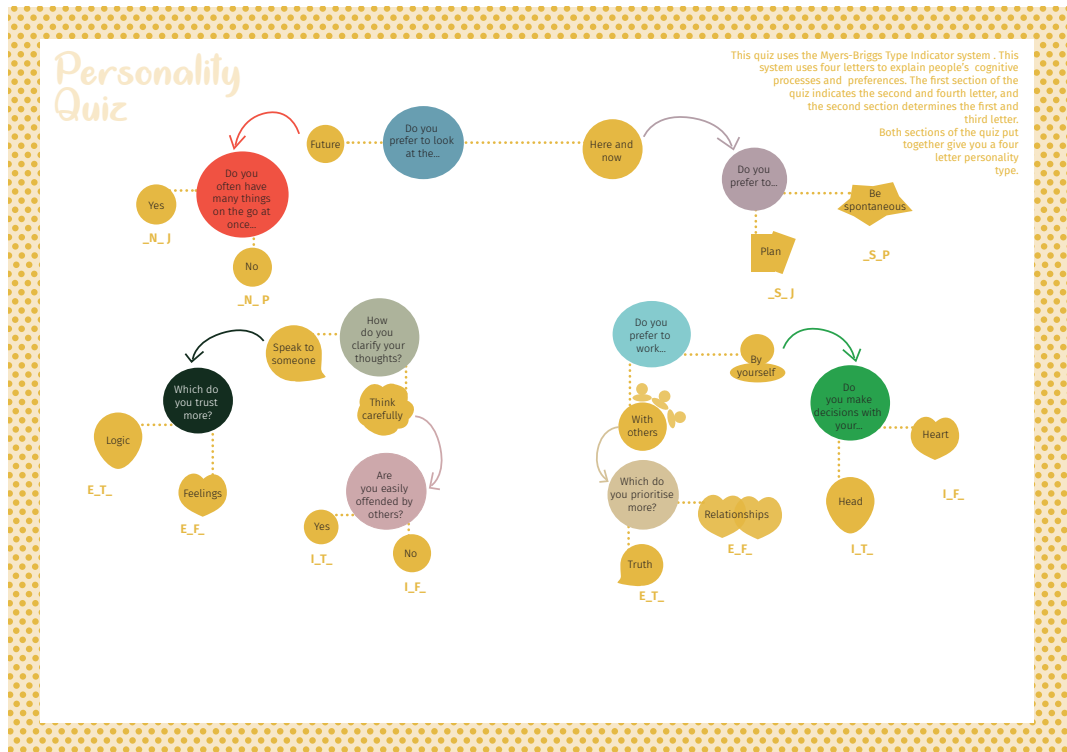 Personality
Quiz
This quiz uses the Myers-Briggs Type Indicator system . This
system uses four letters to explain people's cognitive
processes and preferences. The first section of the
quiz indicates the second and fourth letter, and
the second section determines the first and
third letter.
Both sections of the quiz put
together give you a four
letter personality
type.
Do you
prefer to look
at the...
Future
Here and
now
Do you
often have
many things
on the go at
once...
Yes
_N_ J
No
_N_ P
Do you
prefer to...
Be
spontaneous
_S_P
Plan
_S_ J
How
do you
clarify your
thoughts?
Speak to
someone
Which do
you trust
more?
Logic
E_T_
Feelings
E_F_
Think
carefully
Are
you easily
offended by
others?
Yes
I_T_
No
I_F_
Do you
prefer to
work...
By
yourself
Do
you make
decisions with
your...
Heart
I_F_
Head
I_T_
With
others
Which do
you prioritise
more?
Relationships
E_F_
Truth
E_T_